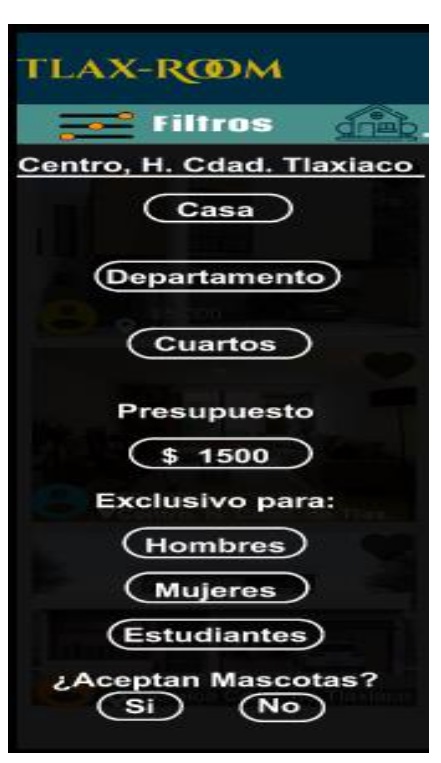 TLAX-ROOM
Filtros
Centro, H. Cdad. Tlaxiaco
Casa
Departamento
Cuartos
Presupuesto
$ 1500
Exclusivo para:
Hombres
Mujeres
Estudiantes
¿Aceptan Mascotas?
Si No